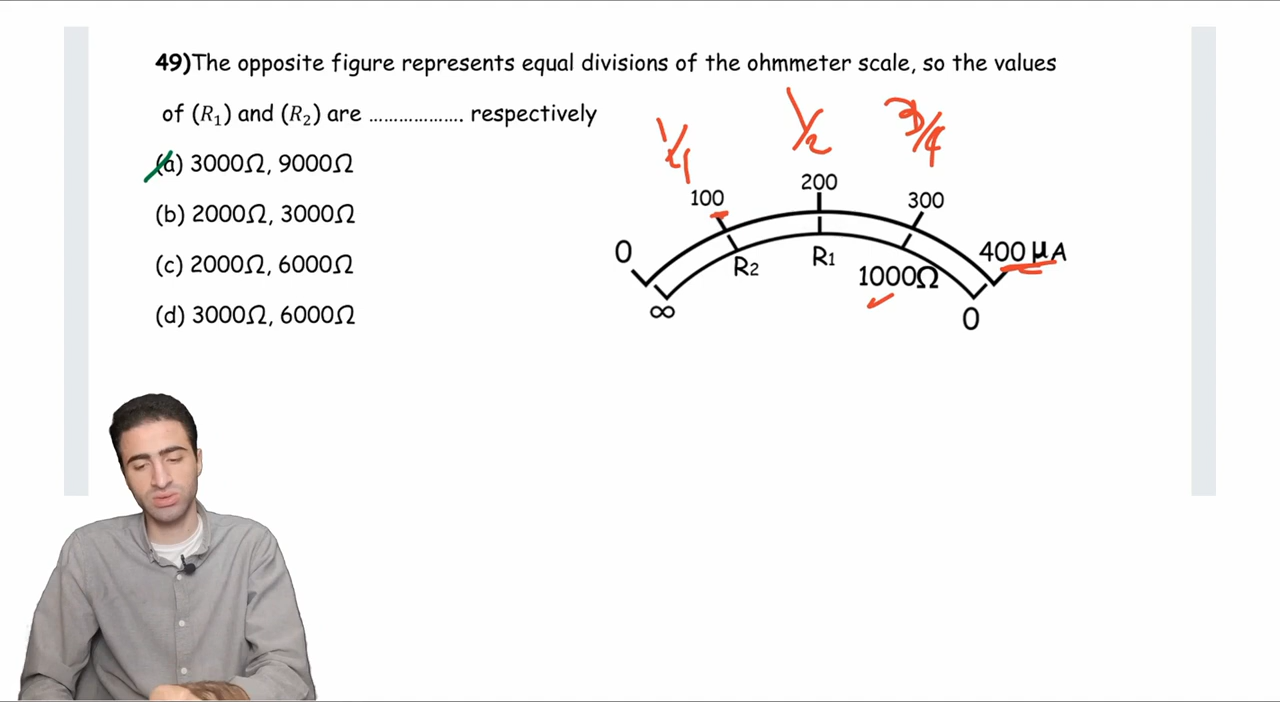 49)The opposite figure represents equal divisions of the ohmmeter scale, so the values
of (R₁) and (R₂) are ………………. respectively
(a) 3000Ω, 9000Ω
(b) 2000Ω, 3000Ω
(c) 2000Ω, 6000Ω
(d) 3000Ω, 6000Ω
1/4 1/2 3/4
0 100 200 300 400 μA
∞ R2 R1 1000Ω 0